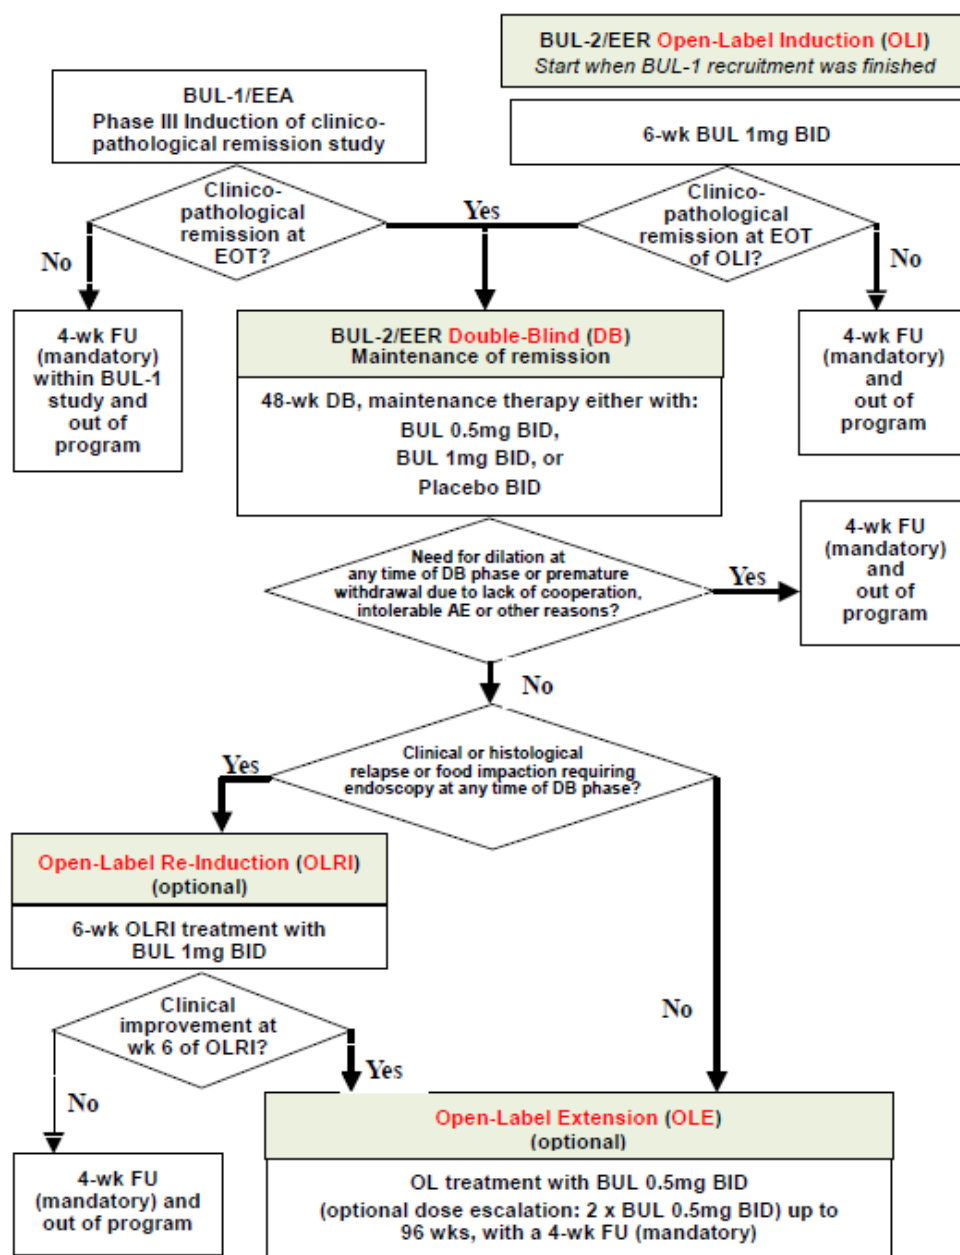 BUL-2/EER Open-Label Induction (OLI)
Start when BUL-1 recruitment was finished
BUL-1/EEA
Phase III Induction of clinico-
pathological remission study
6-wk BUL 1mg BID
Clinico-
pathological
remission at
EOT?
Yes
Clinico-
pathological
remission at EOT
of OLI?
No
No
4-wk FU
(mandatory)
within BUL-1
study and
out of
program
BUL-2/EER Double-Blind (DB)
Maintenance of remission
48-wk DB, maintenance therapy either with:
BUL 0.5mg BID,
BUL 1mg BID, or
Placebo BID
4-wk FU
(mandatory)
and
out of
program
Need for dilation at
any time of DB phase or premature
withdrawal due to lack of cooperation,
intolerable AE or other reasons?
Yes
4-wk FU
(mandatory)
and
out of
program
No
Clinical or histological
relapse or food impaction requiring
endoscopy at any time of DB phase?
Yes
Open-Label Re-Induction (OLRI)
(optional)
6-wk OLRI treatment with
BUL 1mg BID
Clinical
improvement at
wk 6 of OLRI?
No
Yes
No
4-wk FU
(mandatory) and
out of program
Open-Label Extension (OLE)
(optional)
OL treatment with BUL 0.5mg BID
(optional dose escalation: 2 x BUL 0.5mg BID) up to
96 wks, with a 4-wk FU (mandatory)